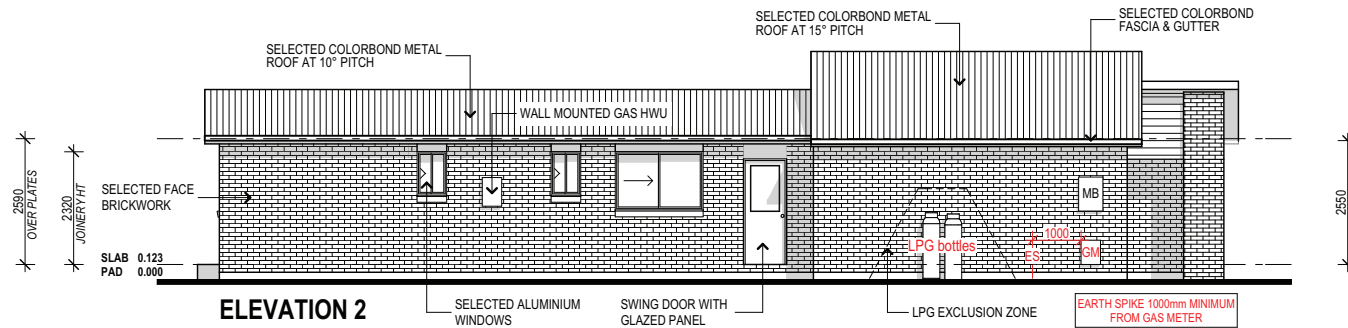 SELECTED COLORBOND METAL
ROOF AT 10° PITCH
SELECTED COLORBOND METAL
ROOF AT 15° PITCH
SELECTED COLORBOND
FASCIA & GUTTER
WALL MOUNTED GAS HWU
2590
OVER PLATES
2320
JOINERY HT
SELECTED FACE
BRICKWORK
SLAB 0.123
PAD 0.000
MB
2550
LPG bottles
1000
ES
GM
ELEVATION 2
SELECTED ALUMINIUM
WINDOWS
SWING DOOR WITH
GLAZED PANEL
LPG EXCLUSION ZONE
EARTH SPIKE 1000mm MINIMUM
FROM GAS METER